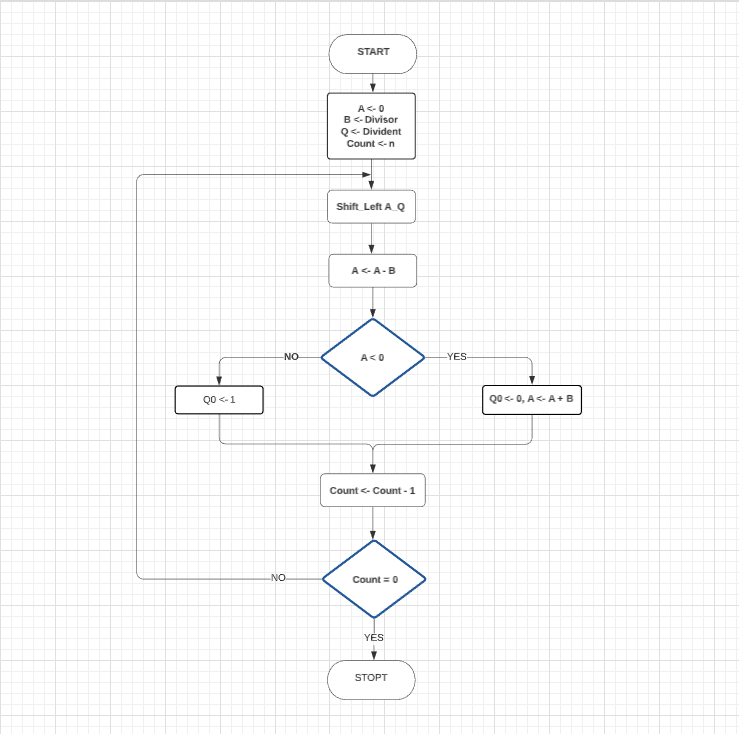 START
A <- 0
B <- Divisor
Q <- Divident
Count <- n
Shift_Left A_Q
A <- A - B
A < 0
NO
YES
Q0 <- 1
Q0 <- 0, A <- A + B
Count <- Count - 1
Count = 0
NO
YES
STOPT